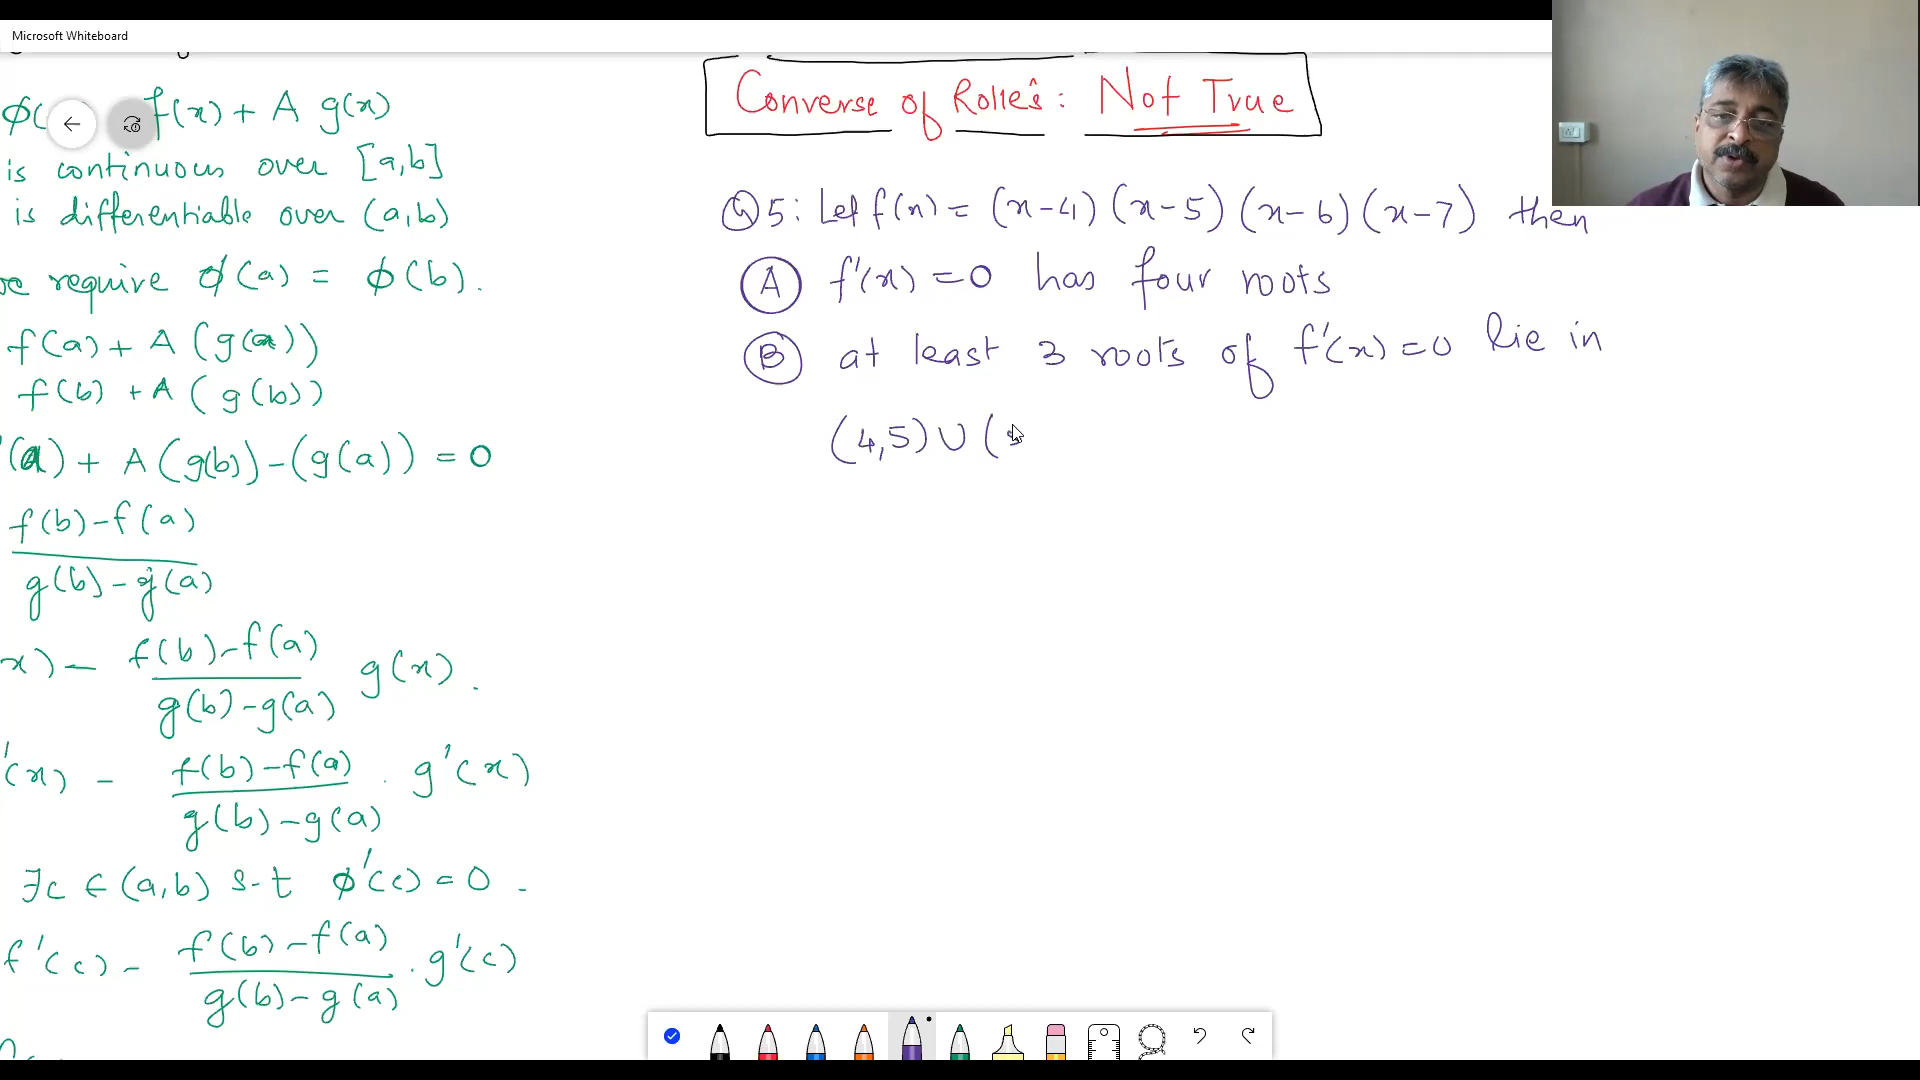 Microsoft Whiteboard
ϕ( f(x) + A g(x)
is continuous over [a,b]
is differentiable over (a,b)
we require ϕ(a) = ϕ(b).
f(a) + A (g(a))
f(b) + A (g(b))
'(a) + A (g(b)) - (g(a)) = 0
f(b) - f(a)
g(b) - g(a)
x) - f(b) - f(a) g(x).
g(b) - g(a)
'(x) - f(b) - f(a) . g'(x)
g(b) - g(a)
∃c ∈ (a,b) s-t ϕ'(c) = 0.
f'(c) - f(b) - f(a) . g'(c)
g(b) - g(a)
Converse of Rolle's : Not True
Q5: Let f(x) = (x-4)(x-5)(x-6)(x-7) then
A f'(x) = 0 has four roots
B at least 3 roots of f'(x) = 0 lie in
(4,5) ∪ (